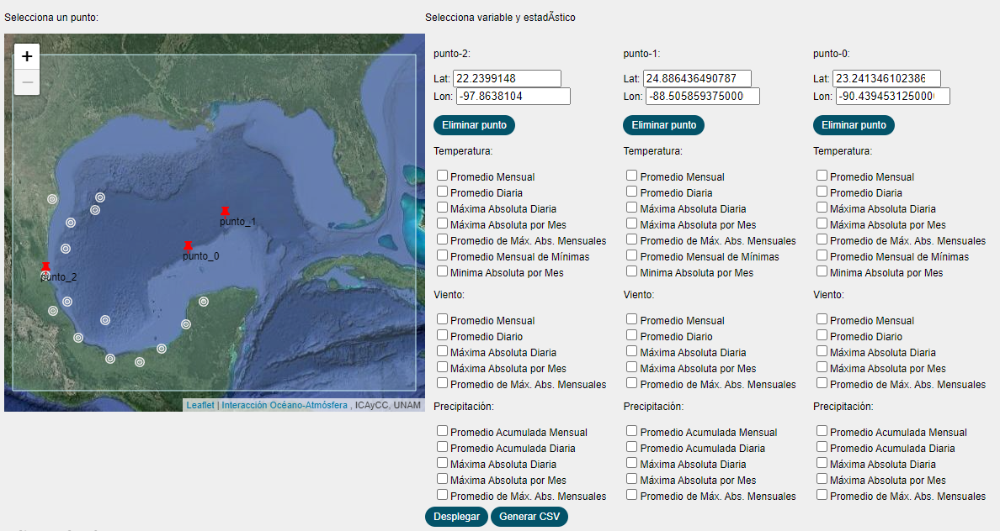 Selecciona un punto:
Selecciona variable y estadÃstico
+
−
punto_1
punto_0
punto_2
Leaflet | Interacción Océano-Atmósfera , ICAyCC, UNAM
punto-2:
Lat: 22.2399148
Lon: -97.8638104
Eliminar punto
Temperatura:
Promedio Mensual
Promedio Diaria
Máxima Absoluta Diaria
Máxima Absoluta por Mes
Promedio de Máx. Abs. Mensuales
Promedio Mensual de Mínimas
Minima Absoluta por Mes
Viento:
Promedio Mensual
Promedio Diario
Máxima Absoluta Diaria
Máxima Absoluta por Mes
Promedio de Máx. Abs. Mensuales
Precipitación:
Promedio Acumulada Mensual
Promedio Acumulada Diaria
Máxima Absoluta Diaria
Máxima Absoluta por Mes
Promedio de Máx. Abs. Mensuales
punto-1:
Lat: 24.886436490787
Lon: -88.505859375000
Eliminar punto
Temperatura:
Promedio Mensual
Promedio Diaria
Máxima Absoluta Diaria
Máxima Absoluta por Mes
Promedio de Máx. Abs. Mensuales
Promedio Mensual de Mínimas
Minima Absoluta por Mes
Viento:
Promedio Mensual
Promedio Diario
Máxima Absoluta Diaria
Máxima Absoluta por Mes
Promedio de Máx. Abs. Mensuales
Precipitación:
Promedio Acumulada Mensual
Promedio Acumulada Diaria
Máxima Absoluta Diaria
Máxima Absoluta por Mes
Promedio de Máx. Abs. Mensuales
punto-0:
Lat: 23.241346102386
Lon: -90.439453125000
Eliminar punto
Temperatura:
Promedio Mensual
Promedio Diaria
Máxima Absoluta Diaria
Máxima Absoluta por Mes
Promedio de Máx. Abs. Mensuales
Promedio Mensual de Mínimas
Minima Absoluta por Mes
Viento:
Promedio Mensual
Promedio Diario
Máxima Absoluta Diaria
Máxima Absoluta por Mes
Promedio de Máx. Abs. Mensuales
Precipitación:
Promedio Acumulada Mensual
Promedio Acumulada Diaria
Máxima Absoluta Diaria
Máxima Absoluta por Mes
Promedio de Máx. Abs. Mensuales
Desplegar
Generar CSV